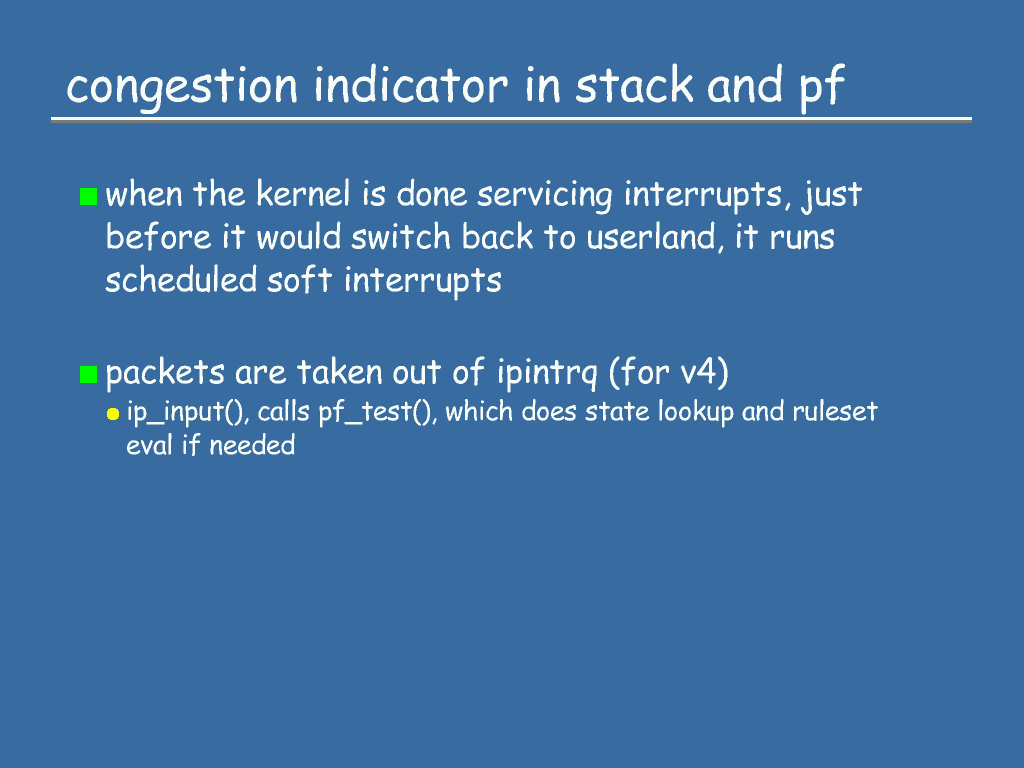 congestion indicator in stack and pf
when the kernel is done servicing interrupts, just
before it would switch back to userland, it runs
scheduled soft interrupts
packets are taken out of ipintrq (for v4)
ip_input(), calls pf_test(), which does state lookup and ruleset
eval if needed